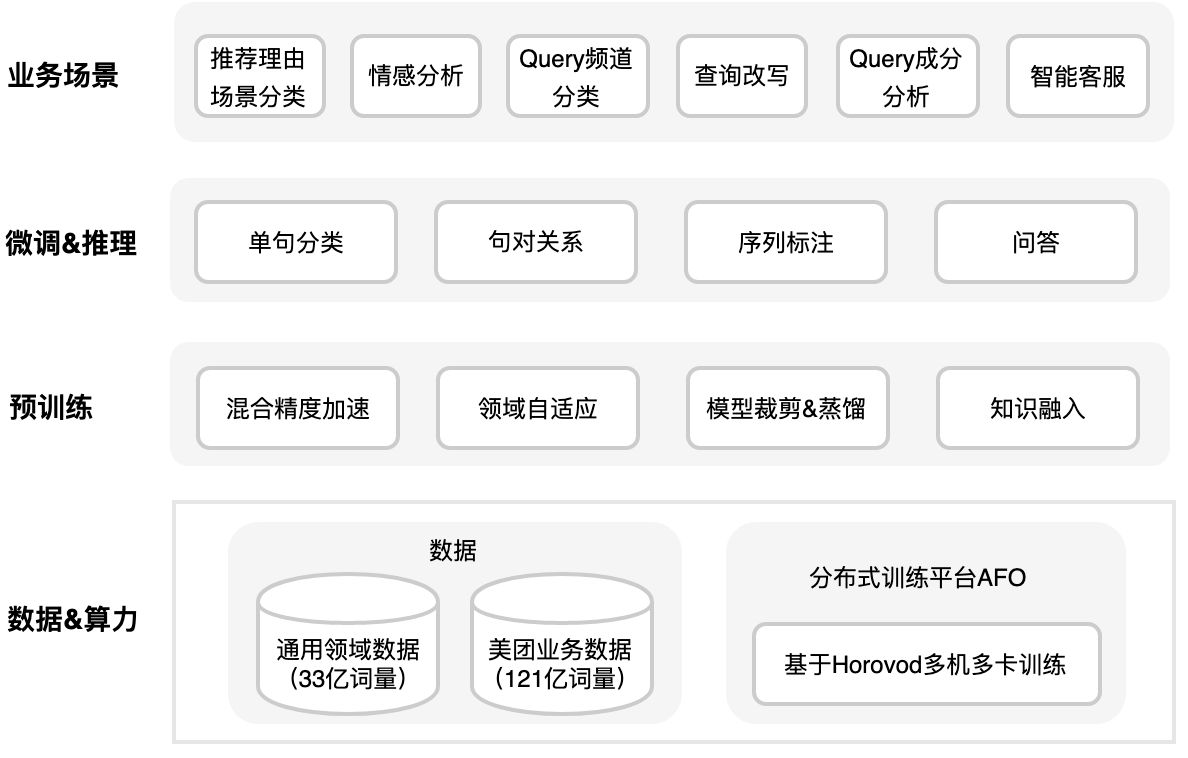 业务场景
推荐理由
场景分类
情感分析
Query频道
分类
查询改写
Query成分
分析
智能客服
微调&推理
单句分类
句对关系
序列标注
问答
预训练
混合精度加速
领域自适应
模型裁剪&蒸馏
知识融入
数据&算力
数据
通用领域数据
（33亿词量）
美团业务数据
（121亿词量）
分布式训练平台AFO
基于Horovod多机多卡训练